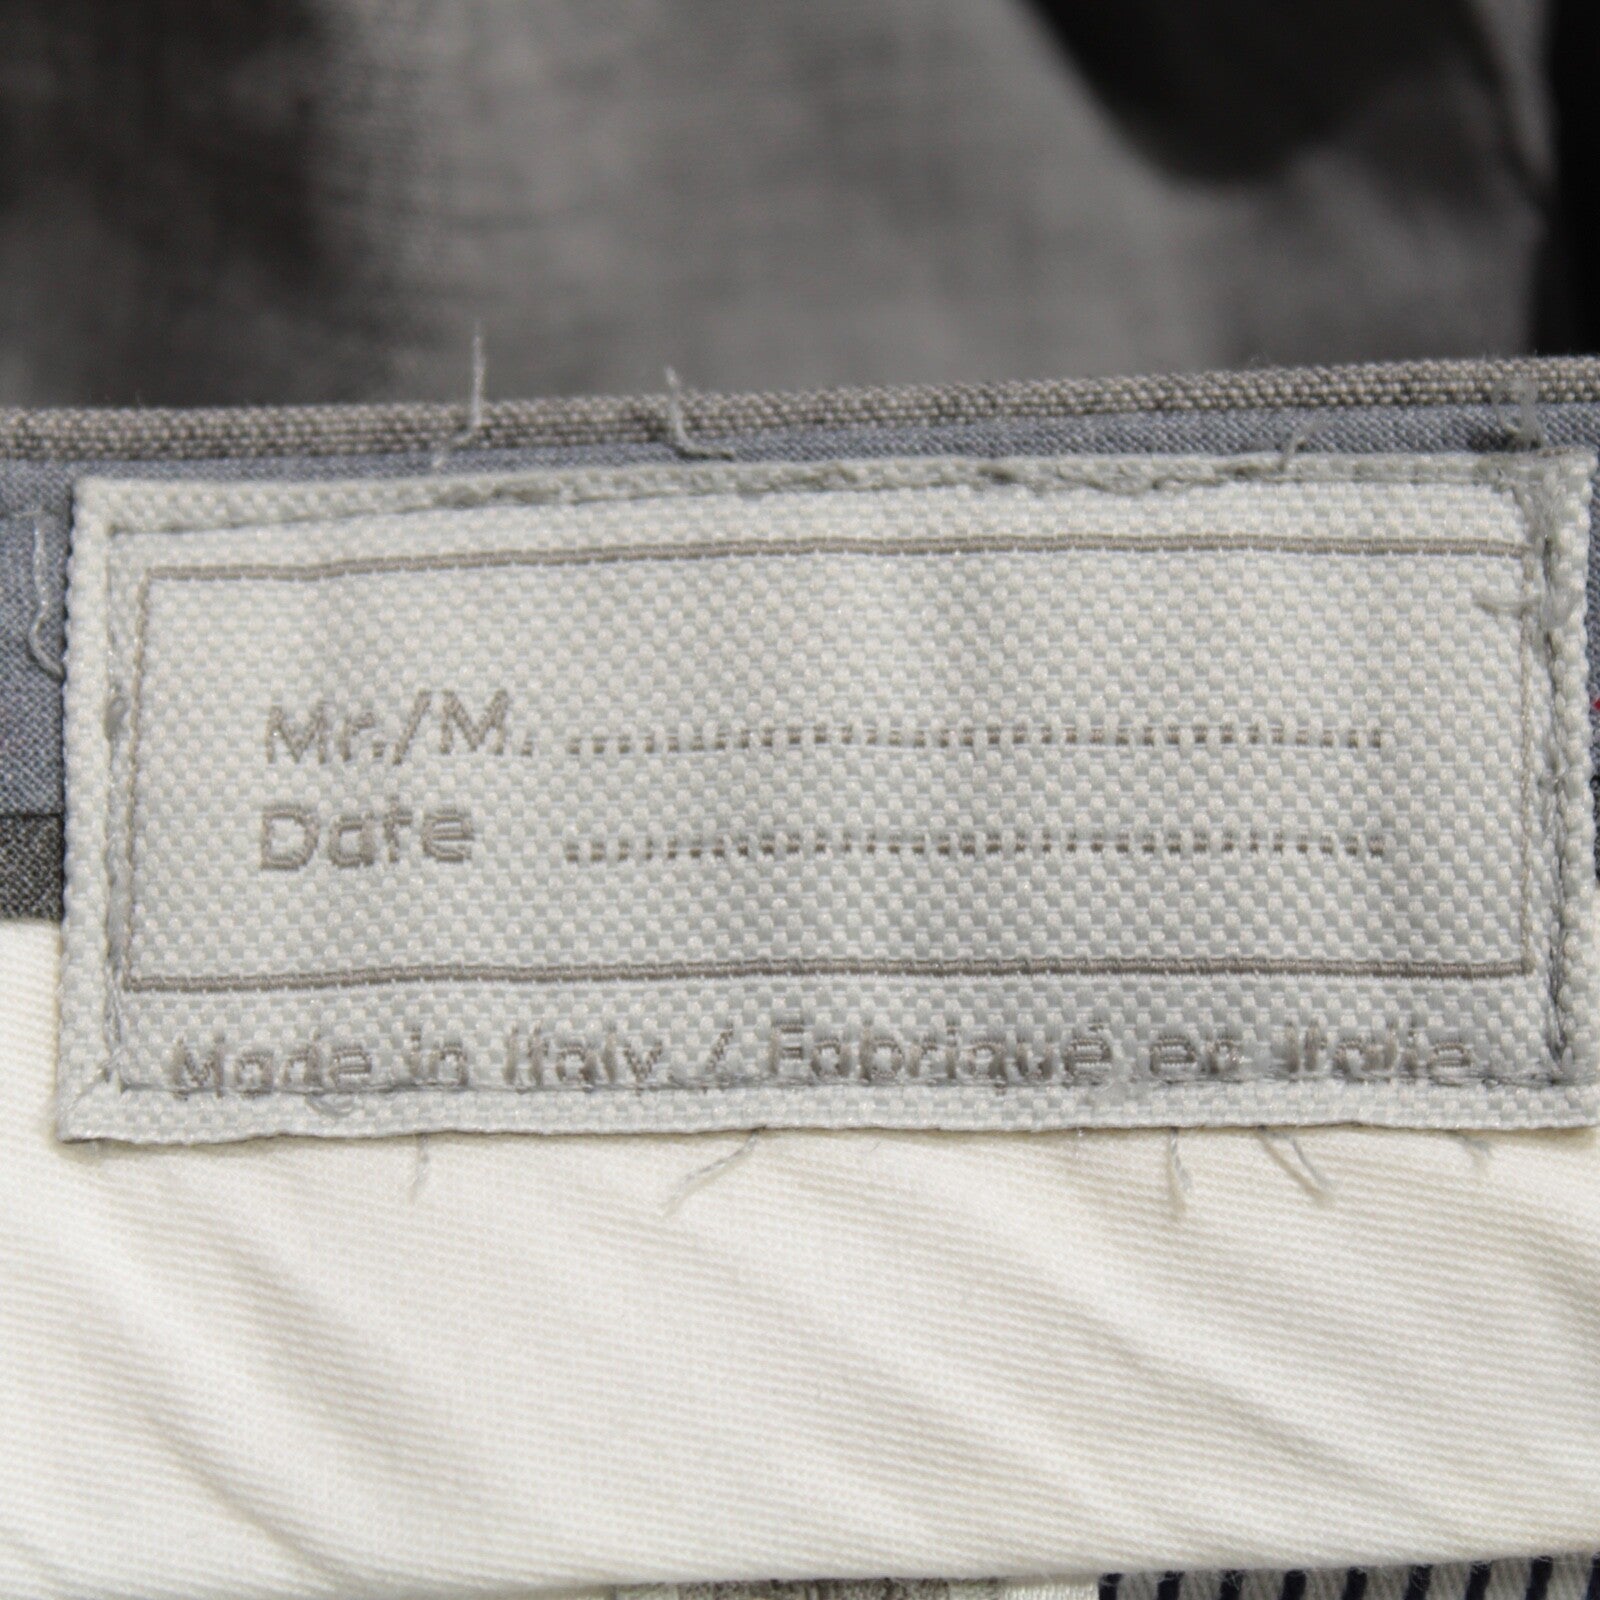 Mr./M. ................................
Date ................................
Made in Italy / Fabriqué en Italie